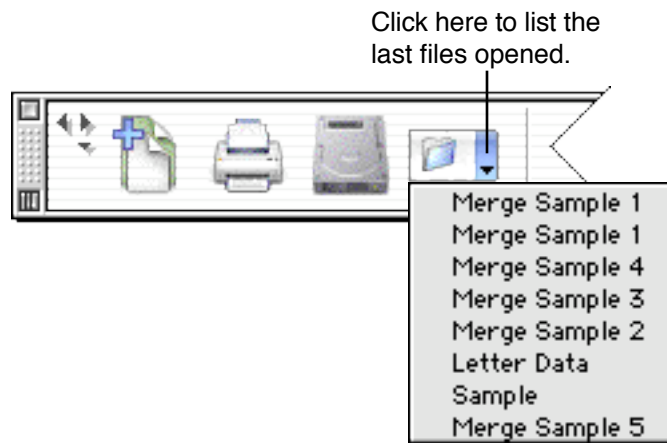 Click here to list the
last files opened.
Merge Sample 1
Merge Sample 1
Merge Sample 4
Merge Sample 3
Merge Sample 2
Letter Data
Sample
Merge Sample 5